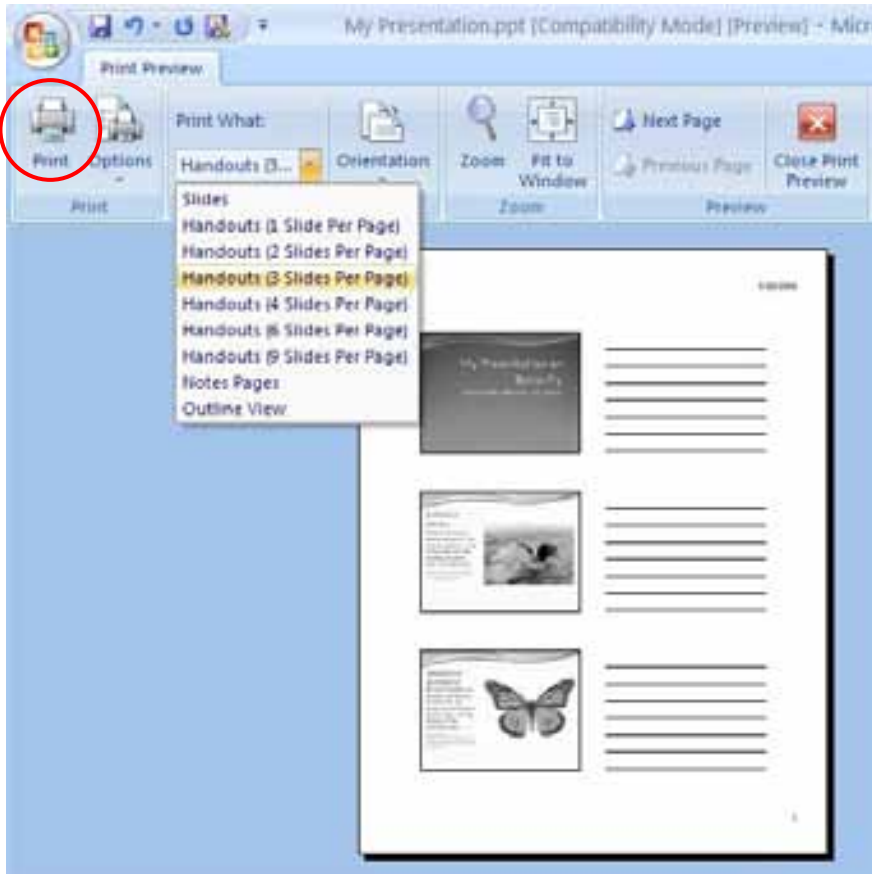 My Presentation.ppt [Compatibility Mode] [Preview] - Micr
Print Preview
Print What:
Next Page
Print
Options
Handouts (3...
Orientation
Zoom
Fit to
Window
Previous Page
Close Print
Preview
Print
Zoom
Preview
Slides
Handouts (1 Slide Per Page)
Handouts (2 Slides Per Page)
Handouts (3 Slides Per Page)
Handouts (4 Slides Per Page)
Handouts (6 Slides Per Page)
Handouts (9 Slides Per Page)
Notes Pages
Outline View
My Presentation on